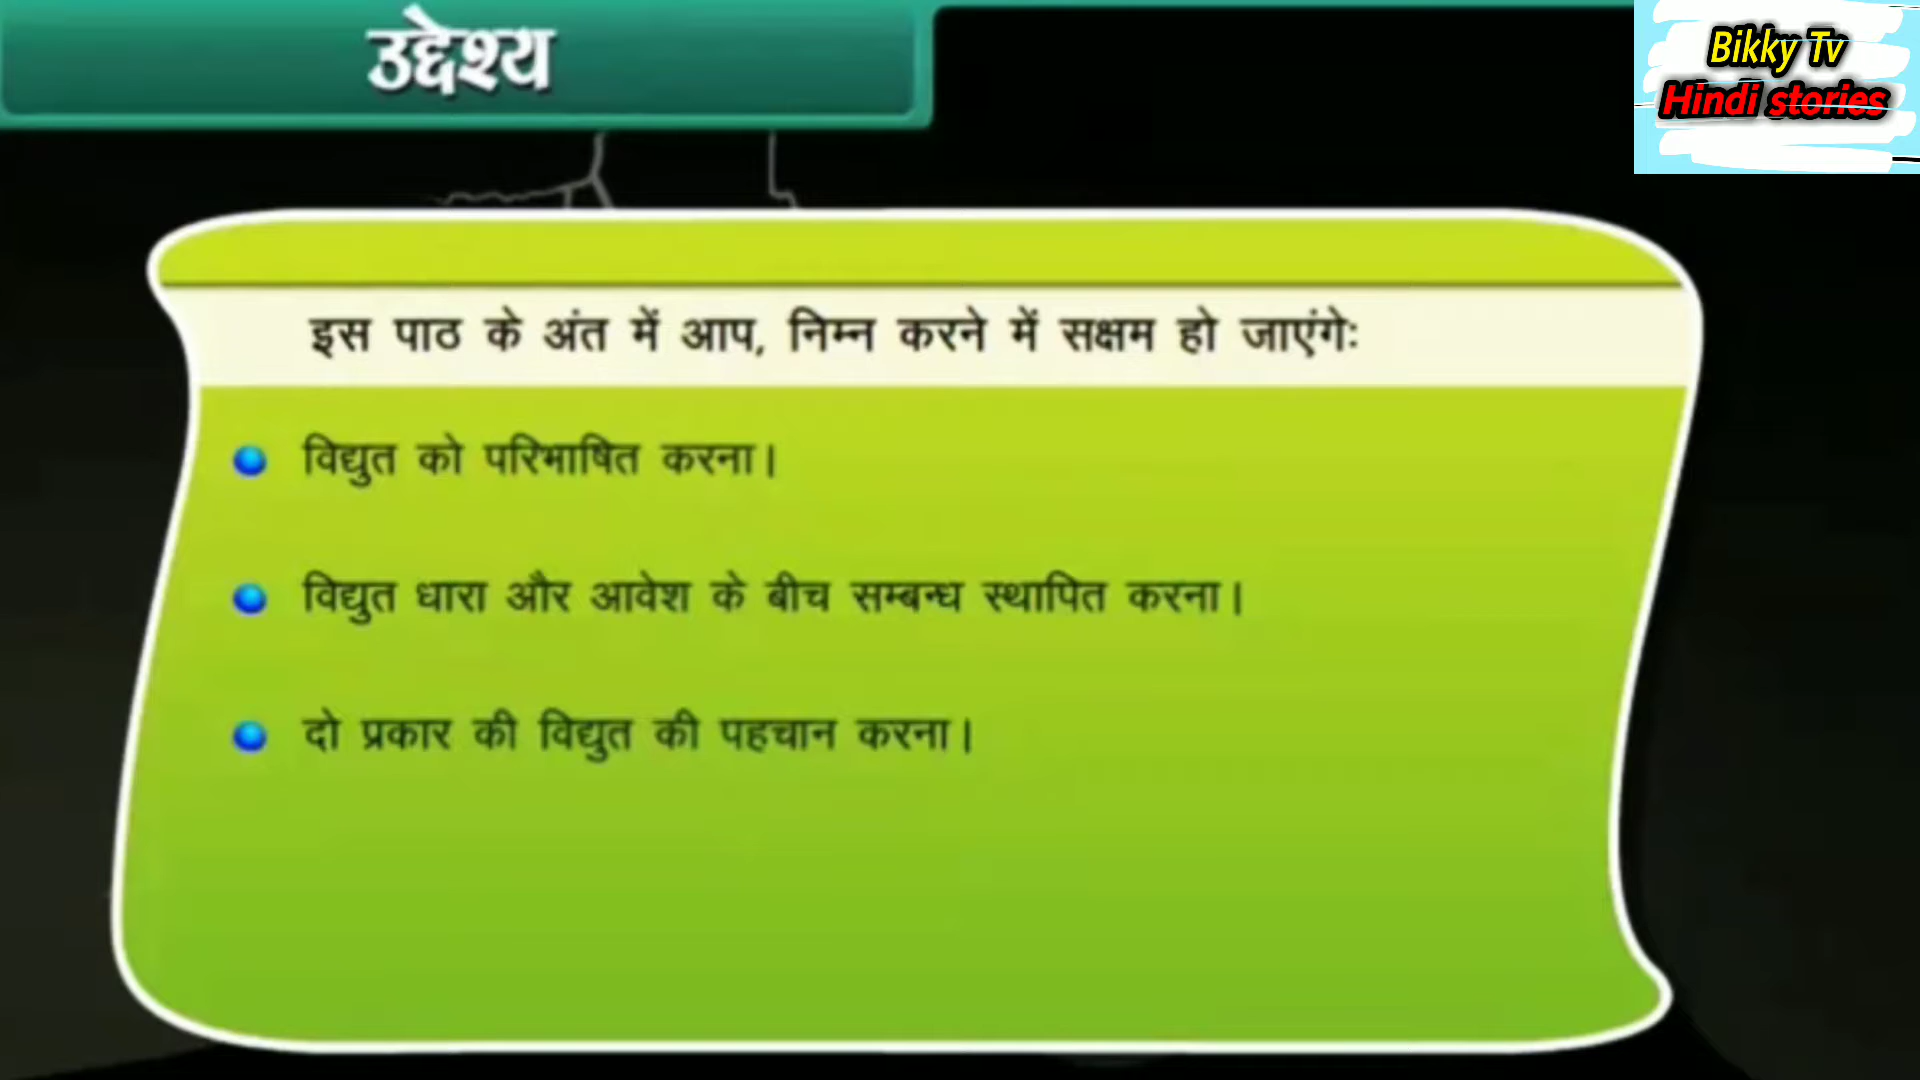 उद्देश्य
Bikky Tv
Hindi stories
इस पाठ के अंत में आप, निम्न करने में सक्षम हो जाएंगेः
विद्युत को परिभाषित करना।
विद्युत धारा और आवेश के बीच सम्बन्ध स्थापित करना।
दो प्रकार की विद्युत की पहचान करना।